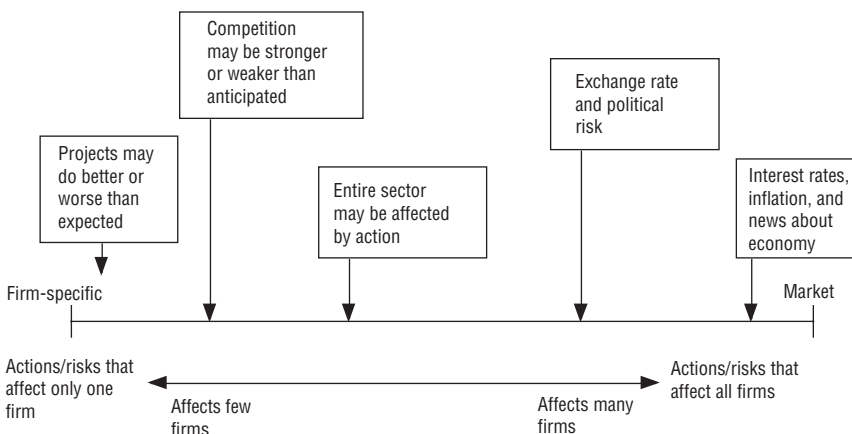 Competition
may be stronger
or weaker than
anticipated
Exchange rate
and political
risk
Projects may
do better or
worse than
expected
Entire sector
may be affected
by action
Interest rates,
inflation, and
news about
economy
Firm-specific
Market
Actions/risks that
affect only one
firm
Affects few
firms
Affects many
firms
Actions/risks that
affect all firms